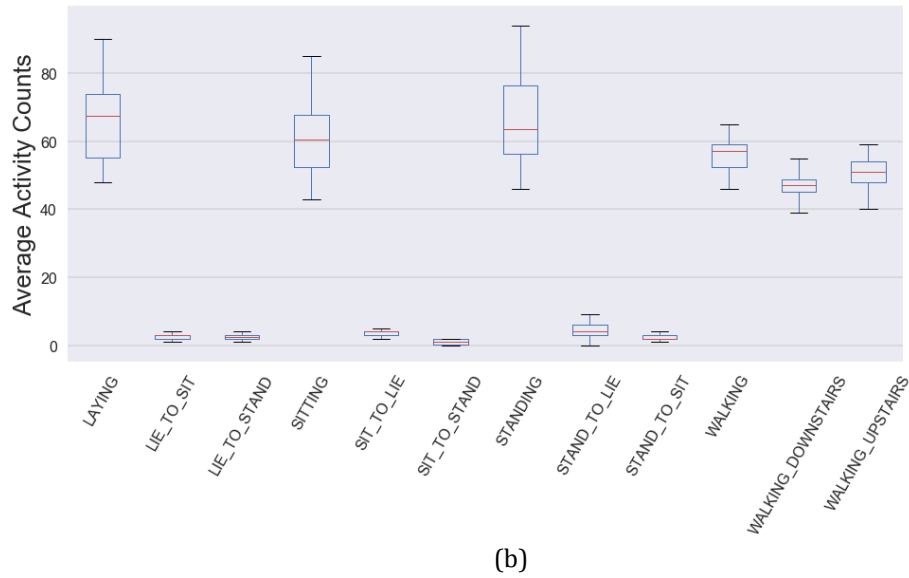 Average Activity Counts
80
60
40
20
0
LAYING
LIE_TO_SIT
LIE_TO_STAND
SITTING
SIT_TO_LIE
SIT_TO_STAND
STANDING
STAND_TO_LIE
STAND_TO_SIT
WALKING
WALKING_DOWNSTAIRS
WALKING_UPSTAIRS
(b)